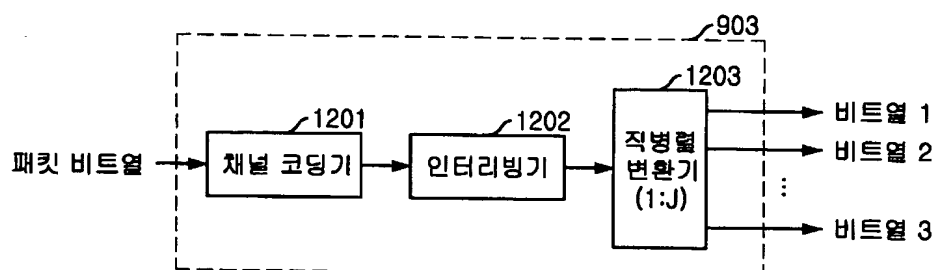 903
1203
1201
1202
패킷 비트열
채널 코딩기
인터리빙기
직병렬
변환기
(1:J)
비트열 1
비트열 2
⋮
비트열 3